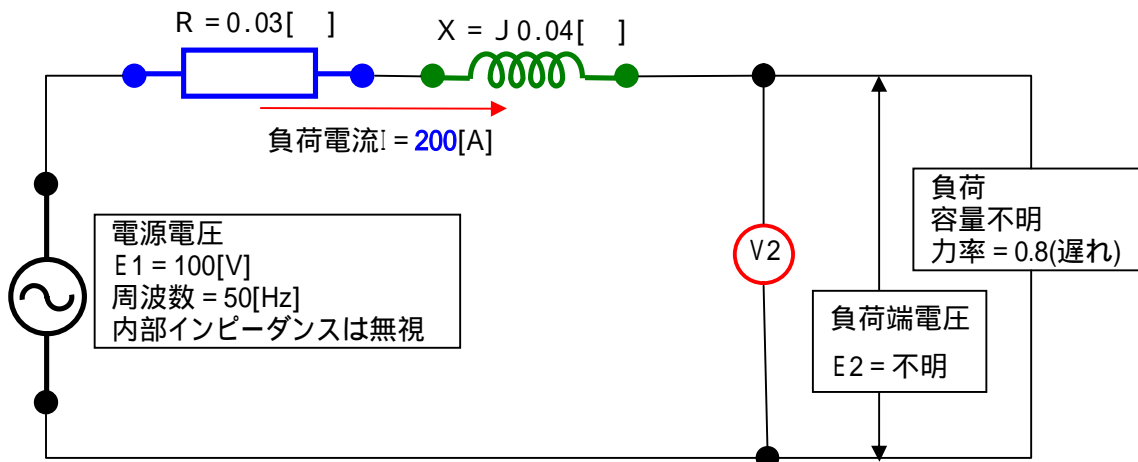 R = 0.03[ ]
X = J 0.04[ ]
負荷電流I = 200[A]
電源電圧
E1 = 100[V]
周波数 = 50[Hz]
内部インピーダンスは無視
V2
負荷端電圧
E2 = 不明
負荷
容量不明
力率 = 0.8(遅れ)